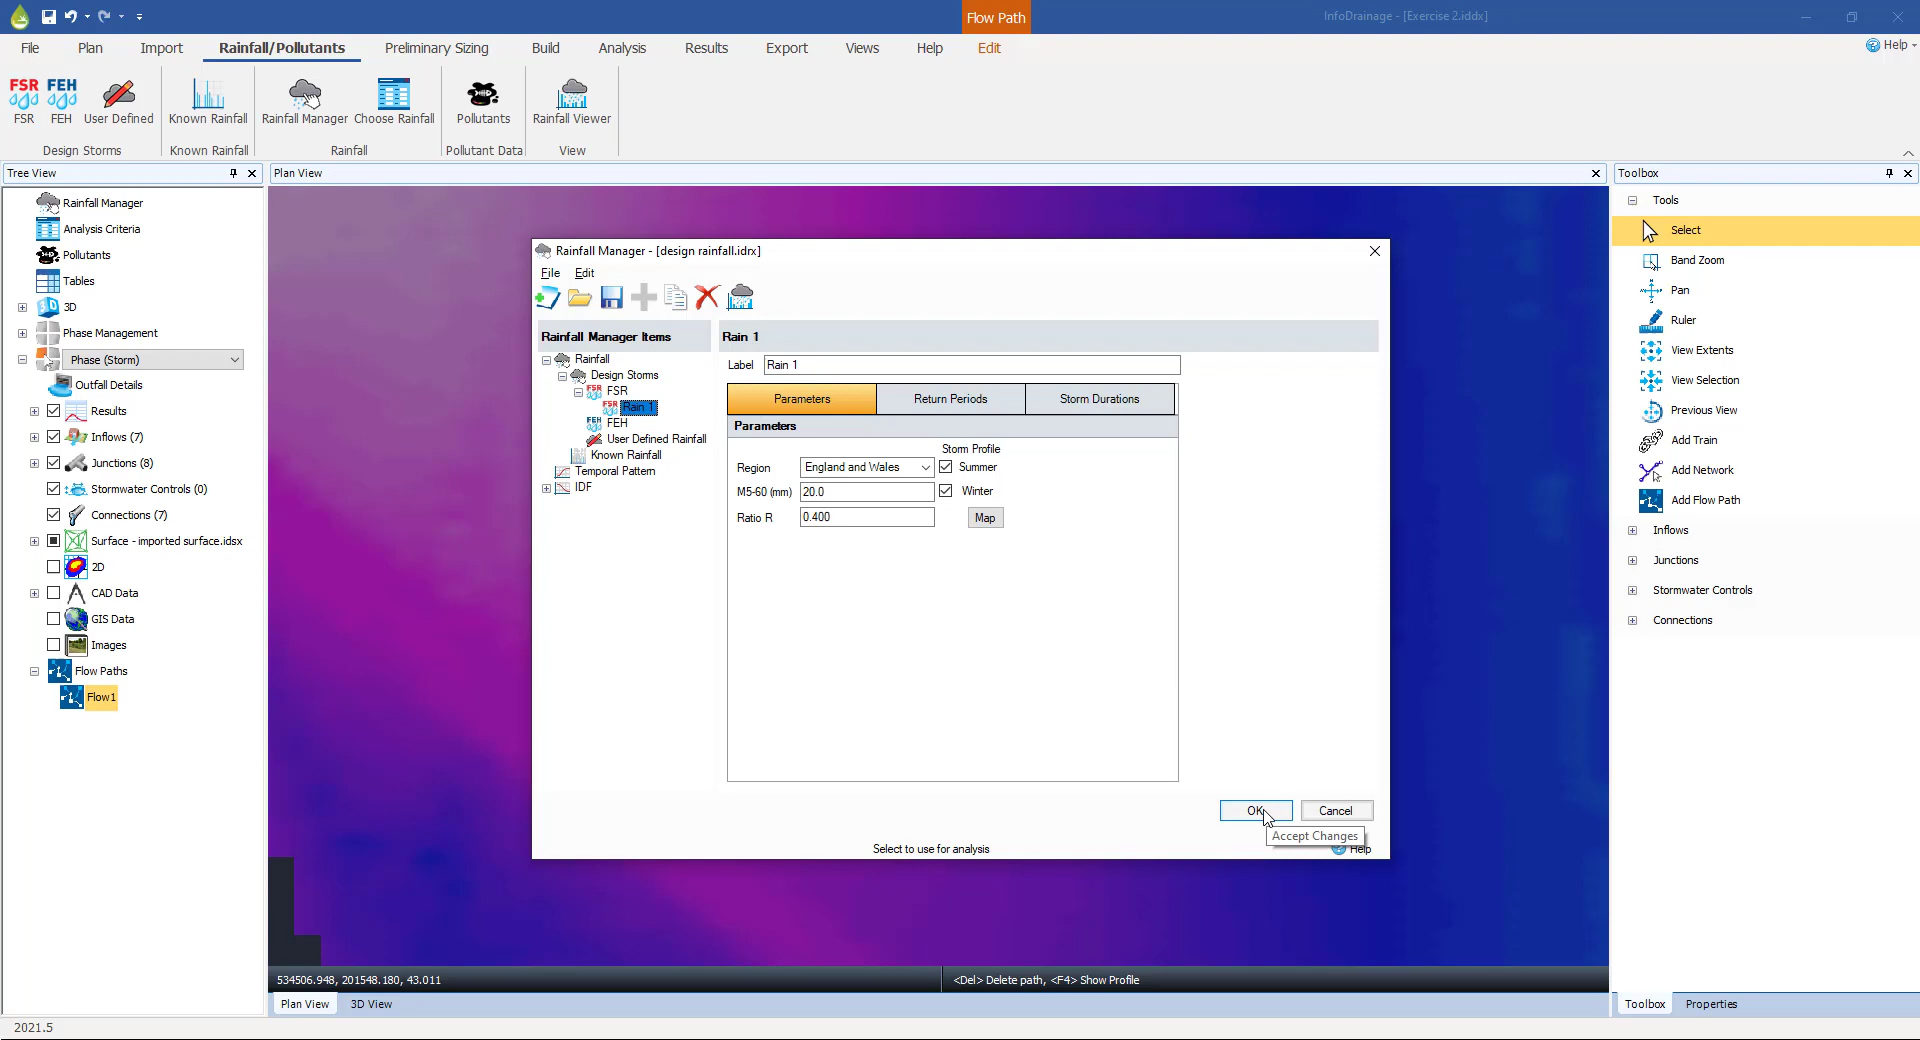 Flow Path
InfoDrainage - [Exercise 2.iddx]
File Plan Import Rainfall/Pollutants Preliminary Sizing Build Analysis Results Export Views Help Edit
Help
FSR FEH
FSR FEH User Defined Known Rainfall Rainfall Manager Choose Rainfall Pollutants Rainfall Viewer
Design Storms Known Rainfall Rainfall Pollutant Data View
Tree View
Plan View
Toolbox
Rainfall Manager
Analysis Criteria
Pollutants
Tables
3D
Phase Management
Phase (Storm)
Outfall Details
Results
Inflows (7)
Junctions (8)
Stormwater Controls (0)
Connections (7)
Surface - imported surface.idsx
2D
CAD Data
GIS Data
Images
Flow Paths
Flow1
Rainfall Manager - [design rainfall.idrx]
File Edit
Rainfall Manager Items
Rainfall
Design Storms
FSR FSR
FSR Rain 1
FEH FEH
User Defined Rainfall
Known Rainfall
Temporal Pattern
IDF
Rain 1
Label Rain 1
Parameters Return Periods Storm Durations
Parameters
Storm Profile
Region England and Wales Summer
M5-60 (mm) 20.0 Winter
Ratio R 0.400 Map
OK Cancel
Accept Changes
Select to use for analysis
Help
Tools
Select
Band Zoom
Pan
Ruler
View Extents
View Selection
Previous View
Add Train
Add Network
Add Flow Path
Inflows
Junctions
Stormwater Controls
Connections
534506.948, 201548.180, 43.011
<Del> Delete path, <F4> Show Profile
Plan View 3D View
Toolbox Properties
2021.5